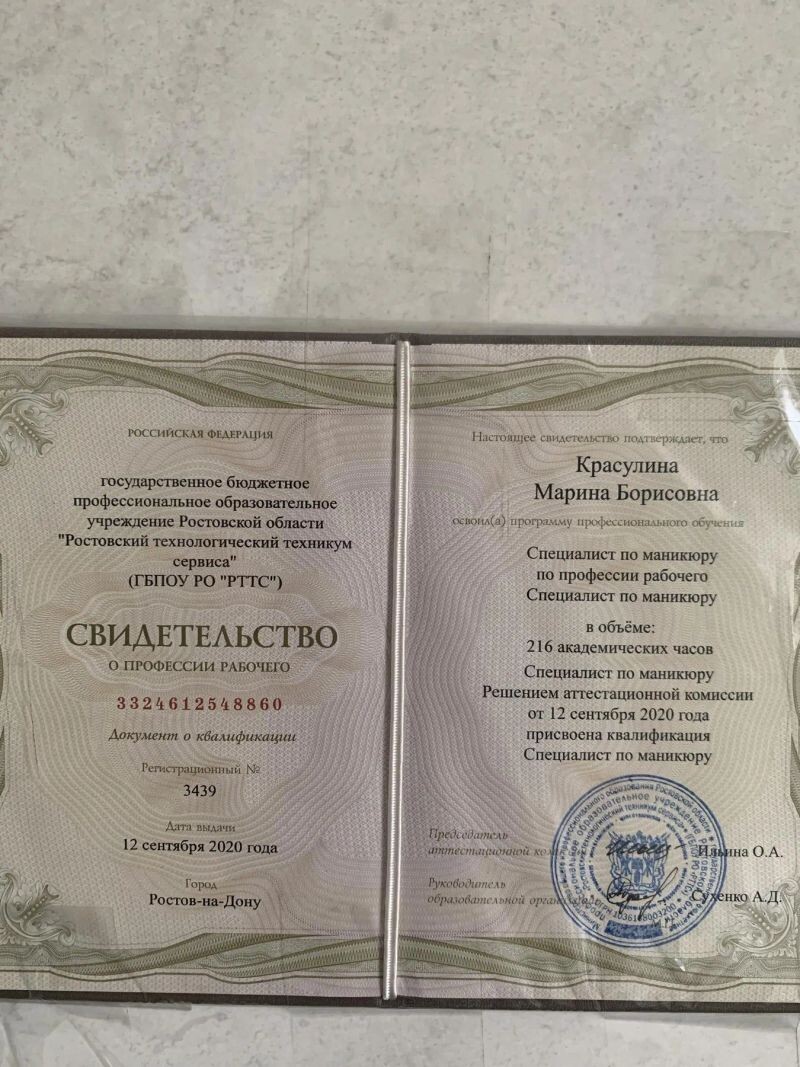 РОССИЙСКАЯ ФЕДЕРАЦИЯ
государственное бюджетное
профессиональное образовательное
учреждение Ростовской области
"Ростовский технологический техникум
сервиса"
(ГБПОУ РО "РТТС")
СВИДЕТЕЛЬСТВО
О ПРОФЕССИИ РАБОЧЕГО
3324612548860
Документ о квалификации
Регистрационный №
3439
Дата выдачи
12 сентября 2020 года
Город
Ростов-на-Дону
Настоящее свидетельство подтверждает, что
Красулина
Марина Борисовна
освоил(а) программу профессионального обучения
Специалист по маникюру
по профессии рабочего
Специалист по маникюру
в объёме:
216 академических часов
Специалист по маникюру
Решением аттестационной комиссии
от 12 сентября 2020 года
присвоена квалификация
Специалист по маникюру
Председатель
аттестационной
Ильина О.А.
Руководитель
образовательной
Сухенко А.Д.